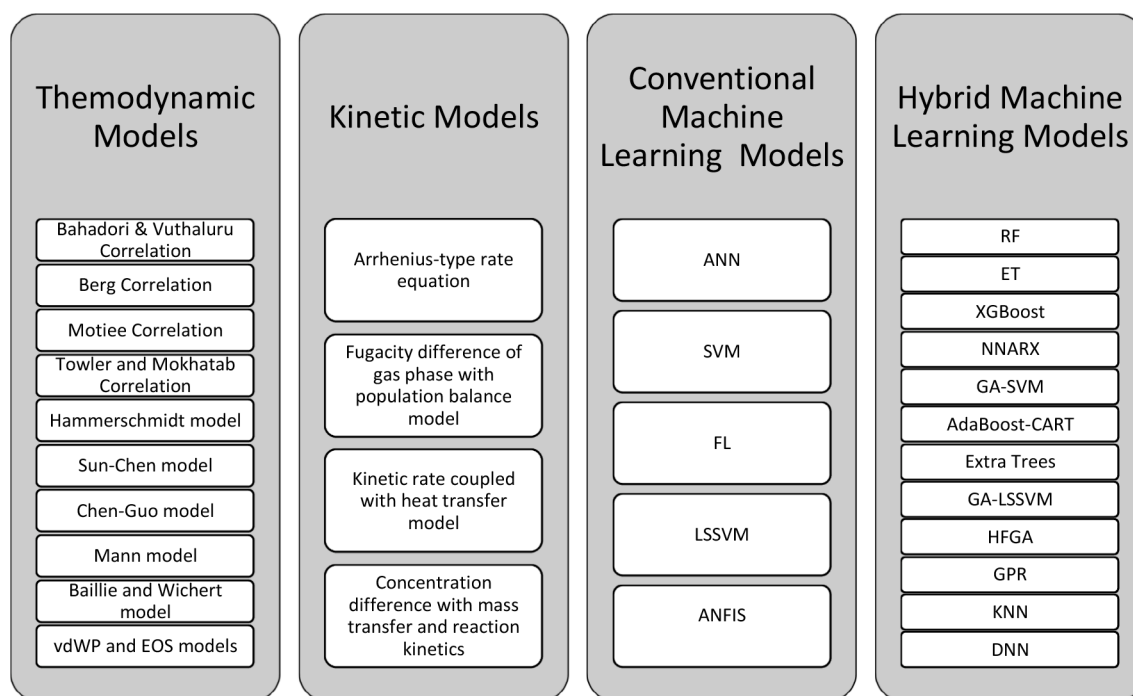 Themodynamic
Models
Bahadori & Vuthaluru
Correlation
Berg Correlation
Motiee Correlation
Towler and Mokhatab
Correlation
Hammerschmidt model
Sun-Chen model
Chen-Guo model
Mann model
Baillie and Wichert
model
vdWP and EOS models
Kinetic Models
Arrhenius-type rate
equation
Fugacity difference of
gas phase with
population balance
model
Kinetic rate coupled
with heat transfer
model
Concentration
difference with mass
transfer and reaction
kinetics
Conventional
Machine
Learning Models
ANN
SVM
FL
LSSVM
ANFIS
Hybrid Machine
Learning Models
RF
ET
XGBoost
NNARX
GA-SVM
AdaBoost-CART
Extra Trees
GA-LSSVM
HFGA
GPR
KNN
DNN